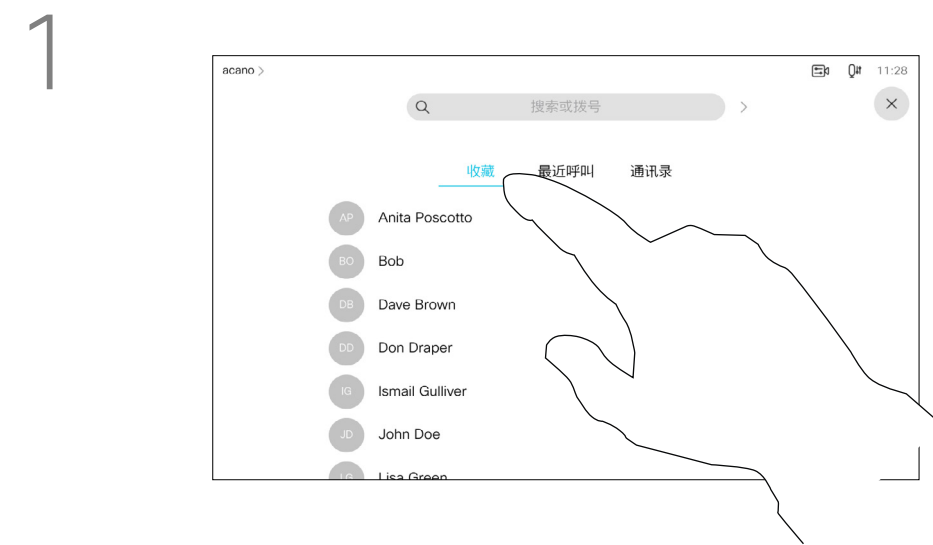 1
acano >
11:28
搜索或拨号
收藏 最近呼叫 通讯录
AP Anita Poscotto
BO Bob
DB Dave Brown
DD Don Draper
IG Ismail Gulliver
JD John Doe
LG Lisa Green